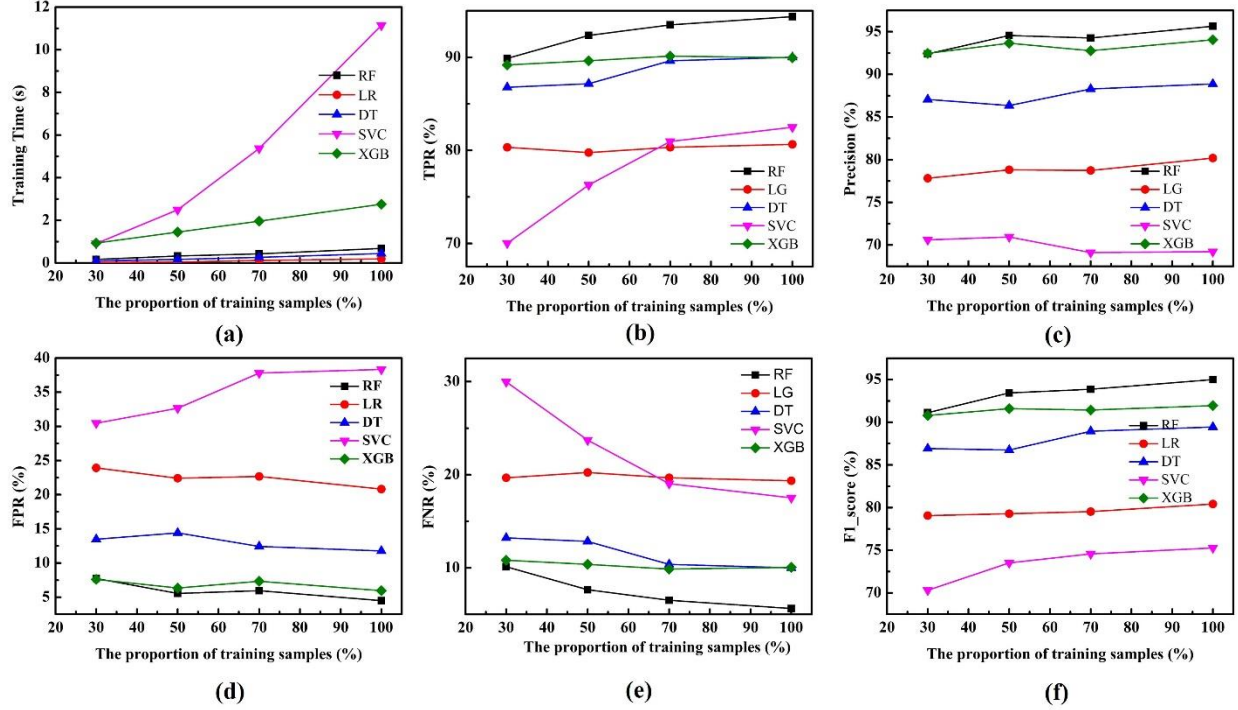 12
10
8
6
4
2
0
Training Time (s)
RF
LR
DT
SVC
XGB
20 30 40 50 60 70 80 90 100
The proportion of training samples (%)
(a)
90
80
70
TPR (%)
RF
LG
DT
SVC
XGB
20 30 40 50 60 70 80 90 100
The proportion of training samples (%)
(b)
95
90
85
80
75
70
Precision (%)
RF
LG
DT
SVC
XGB
20 30 40 50 60 70 80 90 100
The proportion of training samples (%)
(c)
40
35
30
25
20
15
10
5
FPR (%)
RF
LR
DT
SVC
XGB
20 30 40 50 60 70 80 90 100
The proportion of training samples (%)
(d)
30
20
10
FNR (%)
RF
LG
DT
SVC
XGB
20 30 40 50 60 70 80 90 100
The proportion of training samples (%)
(e)
95
90
85
80
75
70
F1_score (%)
RF
LR
DT
SVC
XGB
20 30 40 50 60 70 80 90 100
The proportion of training samples (%)
(f)